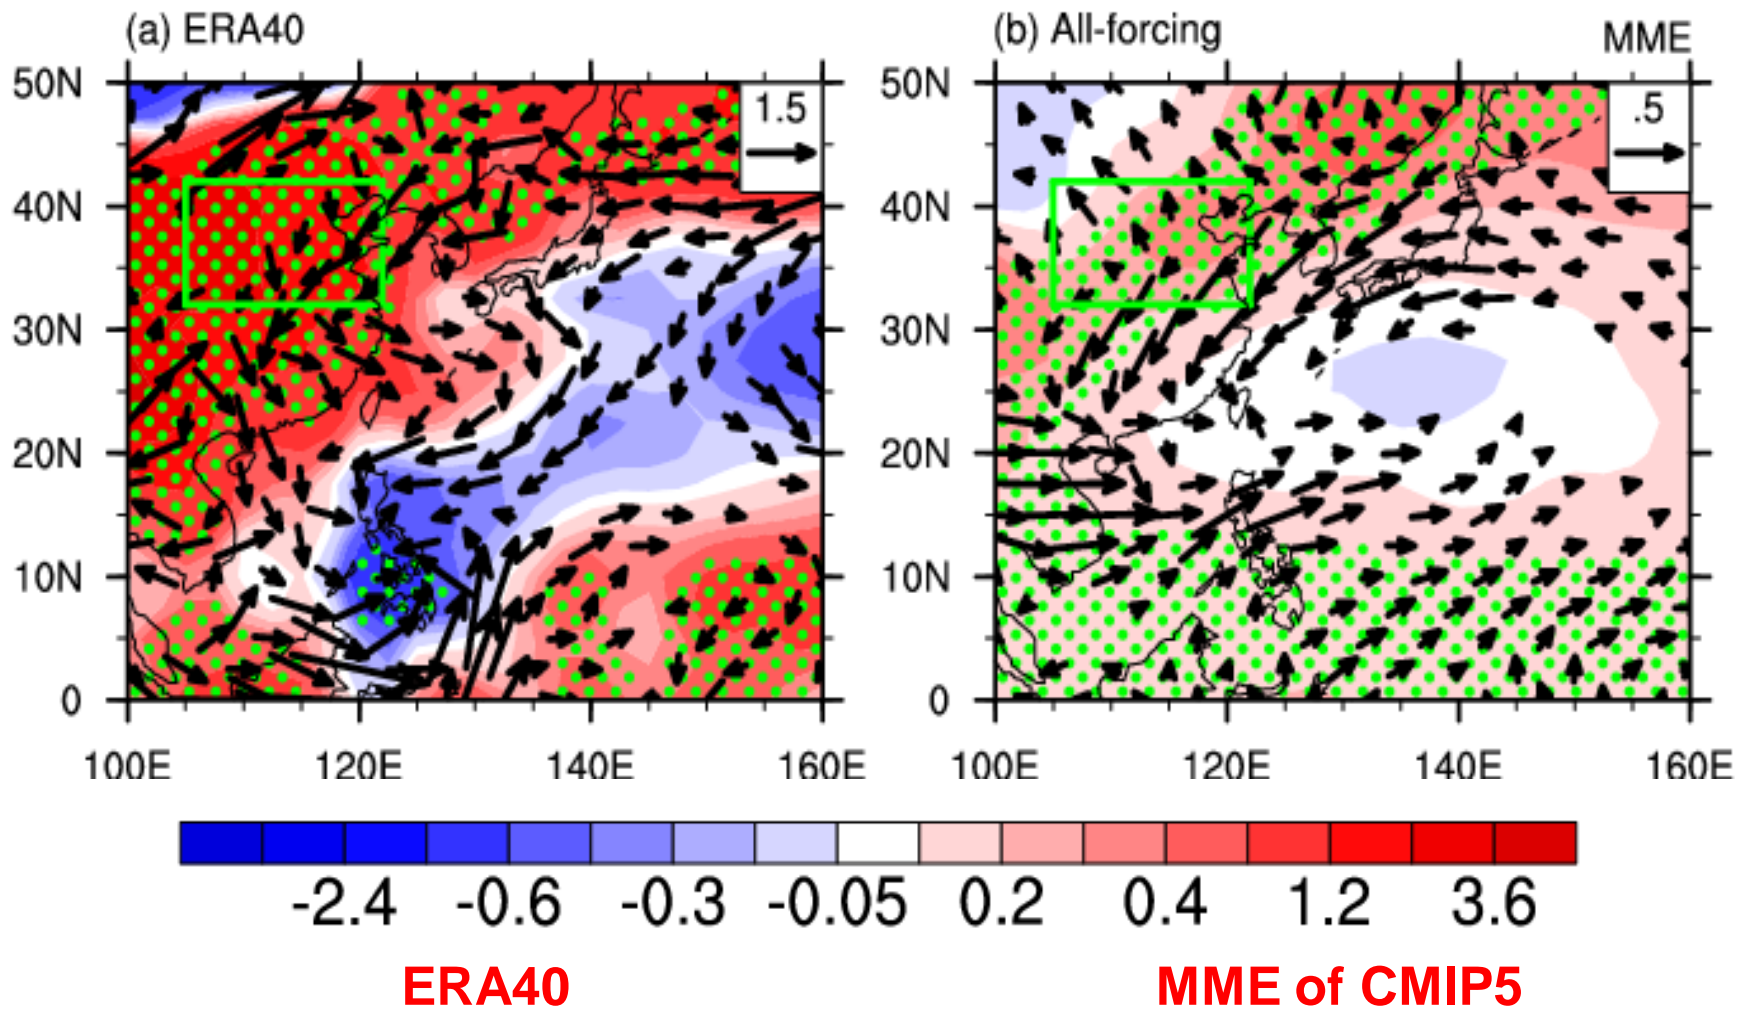 (a) ERA40
(b) All-forcing MME
1.5
.5
50N
40N
30N
20N
10N
0
50N
40N
30N
20N
10N
0
100E 120E 140E 160E
100E 120E 140E 160E
-2.4 -0.6 -0.3 -0.05 0.2 0.4 1.2 3.6
ERA40
MME of CMIP5